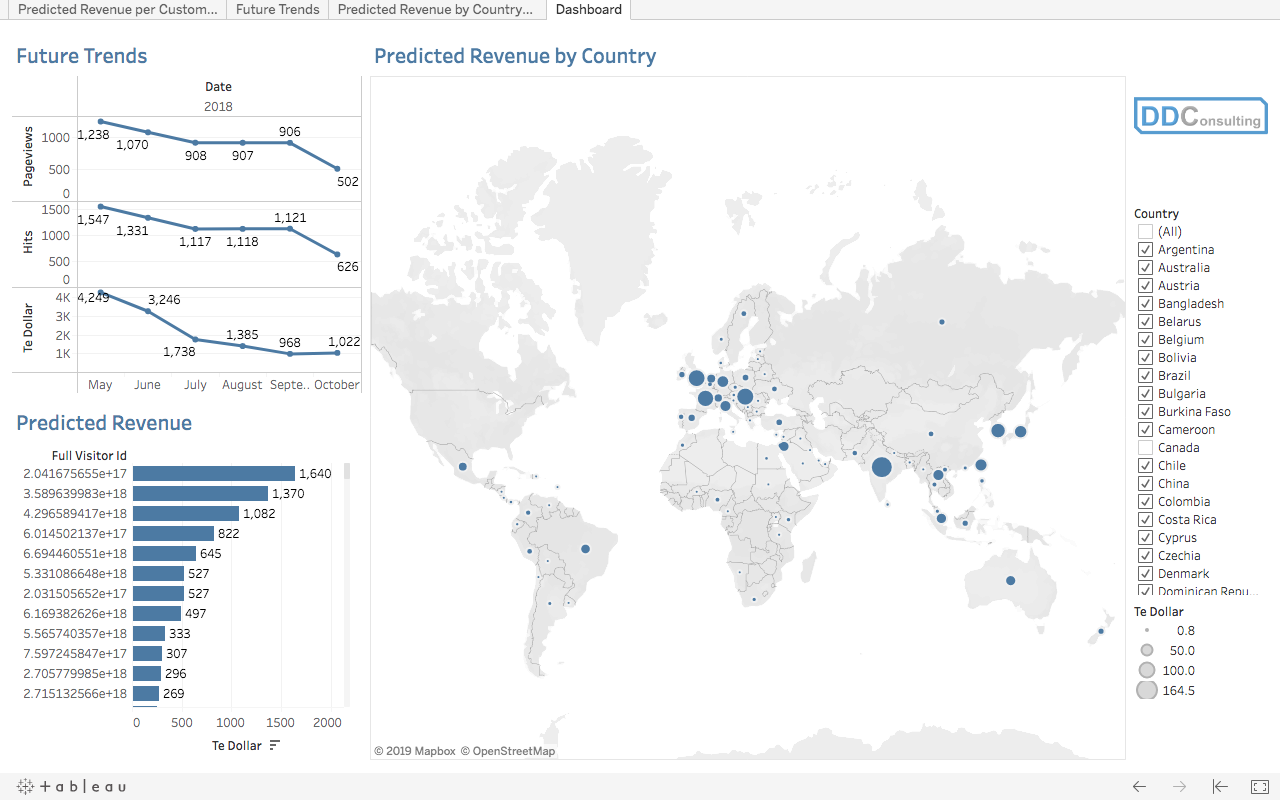 Predicted Revenue per Custom...
Future Trends
Predicted Revenue by Country...
Dashboard
Future Trends
Date
2018
Pageviews
1000
500
0
1,238
1,070
908
907
906
502
Hits
1500
1000
500
0
1,547
1,331
1,117
1,118
1,121
626
Te Dollar
4K
3K
2K
1K
4,249
3,246
1,738
1,385
968
1,022
May June July August Septe.. October
Predicted Revenue
Full Visitor Id
2.041675655e+17 1,640
3.589639983e+18 1,370
4.296589417e+18 1,082
6.014502137e+17 822
6.694460551e+18 645
5.331086648e+18 527
2.031505652e+17 527
6.169382626e+18 497
5.565740357e+18 333
7.597245847e+17 307
2.705779985e+18 296
2.715132566e+18 269
0 500 1000 1500 2000
Te Dollar
Predicted Revenue by Country
© 2019 Mapbox © OpenStreetMap
DDConsulting
Country
(All)
Argentina
Australia
Austria
Bangladesh
Belarus
Belgium
Bolivia
Brazil
Bulgaria
Burkina Faso
Cameroon
Canada
Chile
China
Colombia
Costa Rica
Cyprus
Czechia
Denmark
Dominican Repu...
Te Dollar
0.8
50.0
100.0
164.5
+ableau